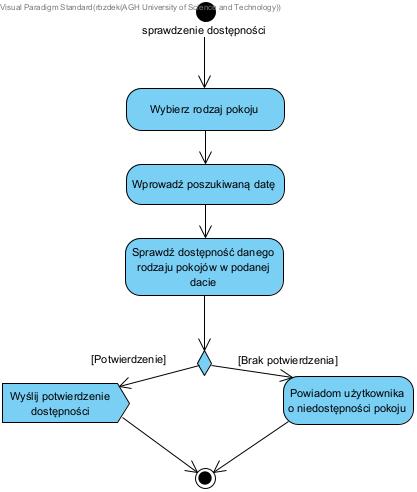 Visual Paradigm Standard(rbzdek(AGH University of Science and Technology))
sprawdzenie dostępności
Wybierz rodzaj pokoju
Wprowadź poszukiwaną datę
Sprawdź dostępność danego
rodzaju pokojów w podanej
dacie
[Potwierdzenie]
[Brak potwierdzenia]
Wyślij potwierdzenie
dostępności
Powiadom użytkownika
o niedostępności pokoju